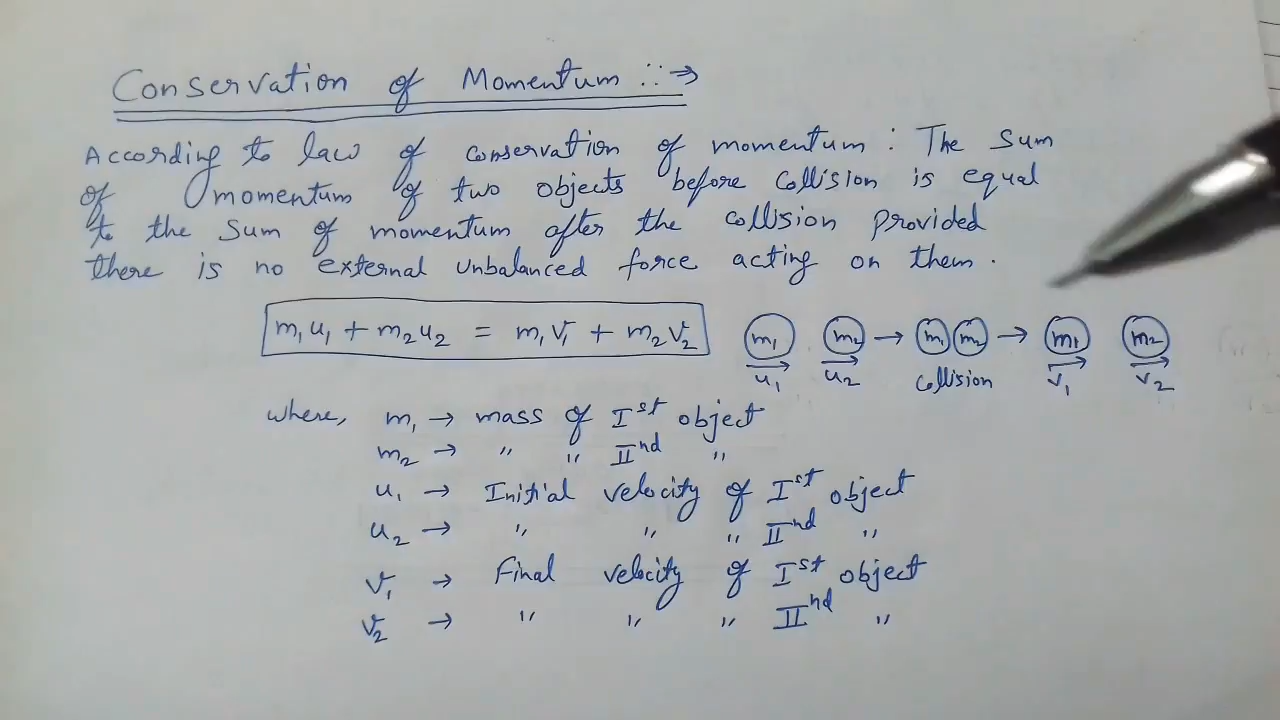 Conservation of Momentum ::→
According to law of conservation of momentum : The sum
of momentum of two objects before collision is equal
to the sum of momentum after the collision provided
there is no external unbalanced force acting on them.
m₁u₁ + m₂u₂ = m₁v₁ + m₂v₂
m₁ m₂ → m₁ m₂ → m₁ m₂
u₁ u₂ collision v₁ v₂
where, m₁ → mass of Iˢᵗ object
m₂ → " " IIⁿᵈ "
u₁ → Initial velocity of Iˢᵗ object
u₂ → " " " IIⁿᵈ "
v₁ → Final velocity of Iˢᵗ object
v₂ → " " " IIⁿᵈ "